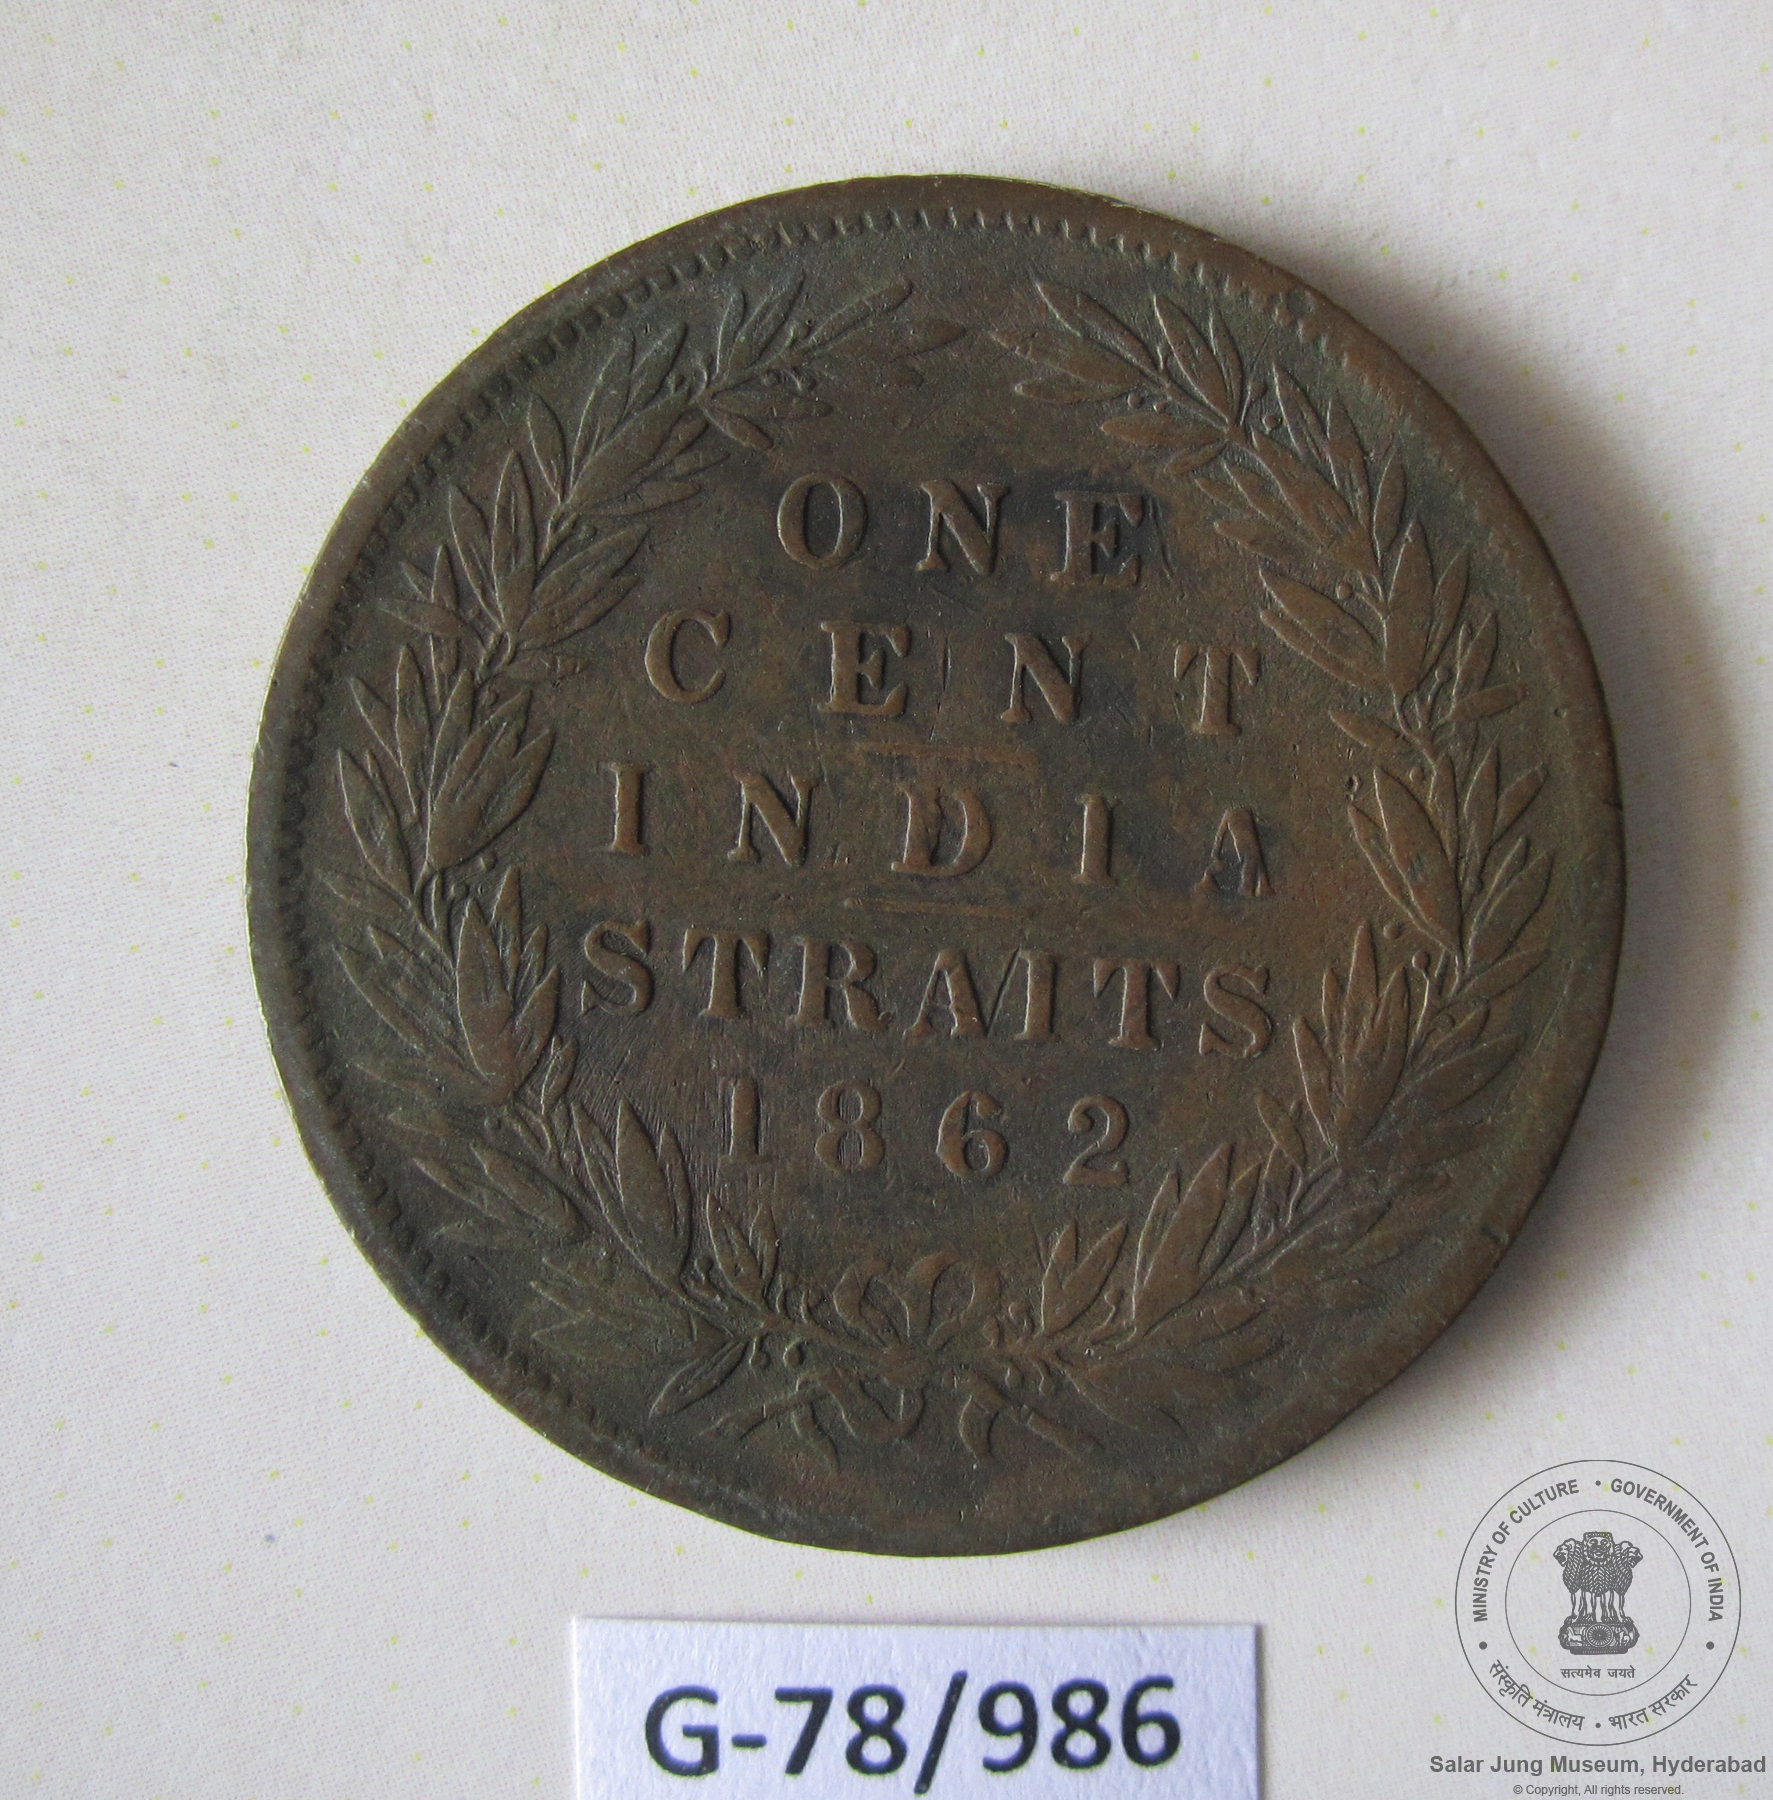 ONE
CENT
INDIA
STRAITS
1862
G-78/986
MINISTRY OF CULTURE • GOVERNMENT OF INDIA
सत्यमेव जयते
संस्कृति मंत्रालय • भारत सरकार
Salar Jung Museum, Hyderabad
© Copyright, All rights reserved.